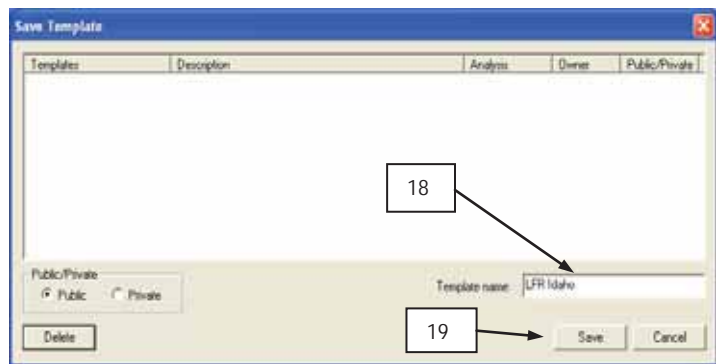 Save Template
Templates Description Analysis Owner Public/Private
18
Public/Private
Public Private
Template name: LFR Idaho
19
Delete Save Cancel